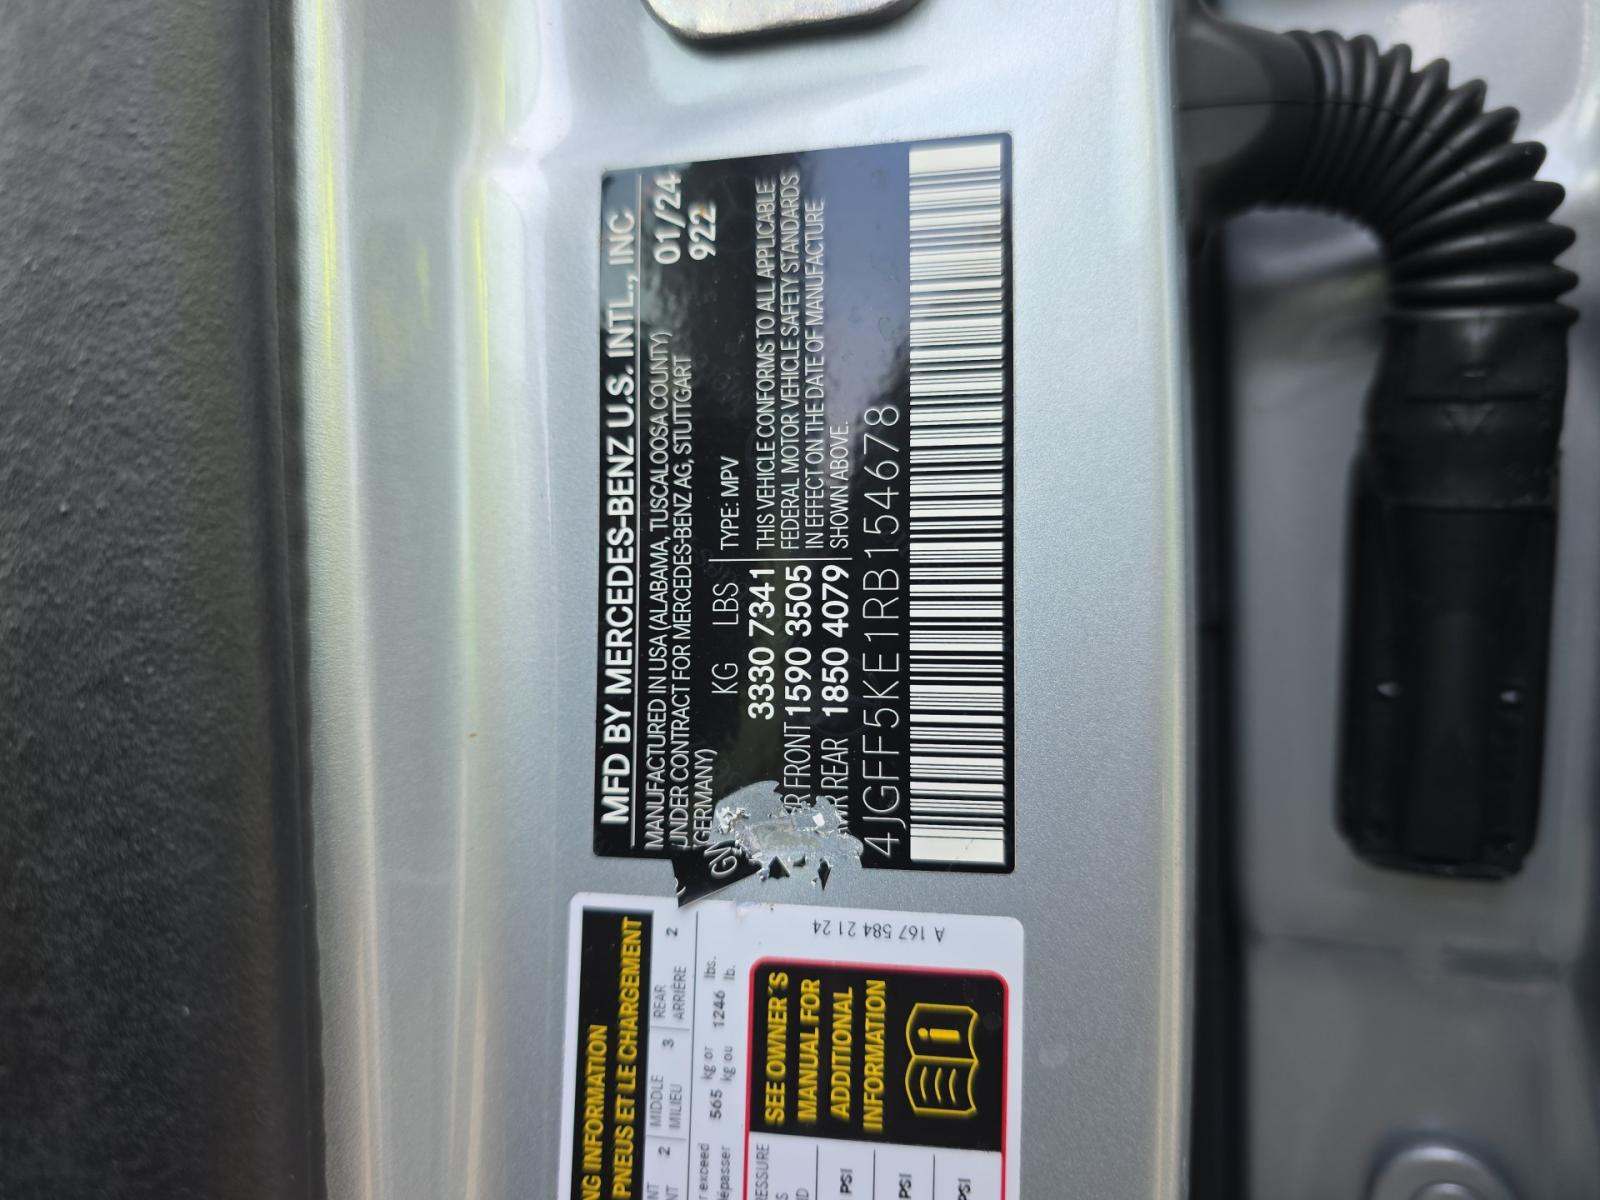 MFD BY MERCEDES-BENZ U.S. INTL., INC
MANUFACTURED IN USA (ALABAMA, TUSCALOOSA COUNTY)
01/24
UNDER CONTRACT FOR MERCEDES-BENZ AG, STUTTGART
922
(GERMANY)
KG LBS TYPE: MPV
3330 7341 THIS VEHICLE CONFORMS TO ALL APPLICABLE
FRONT 1590 3505 FEDERAL MOTOR VEHICLE SAFETY STANDARDS
REAR 1850 4079 IN EFFECT ON THE DATE OF MANUFACTURE
SHOWN ABOVE.
4JGFF5KE1RB154678
INFORMATION
PNEUS ET LE CHARGEMENT
2 MIDDLE 3 REAR 2
MILIEU ARRIÈRE
exceed 565 kg or 1246 lbs.
kg ou lb.
SEE OWNER'S
MANUAL FOR
ADDITIONAL
INFORMATION
A 167 584 21 24
PSI
PSI
PSI